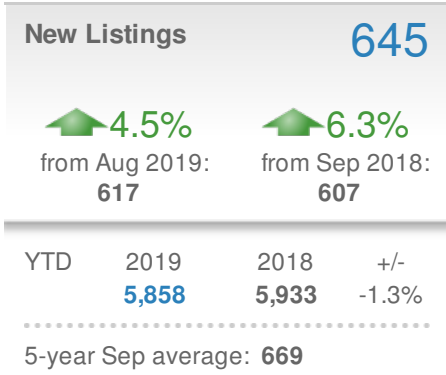 New Listings 645
4.5% 6.3%
from Aug 2019: from Sep 2018:
617 607
YTD 2019 2018 +/-
5,858 5,933 -1.3%
5-year Sep average: 669